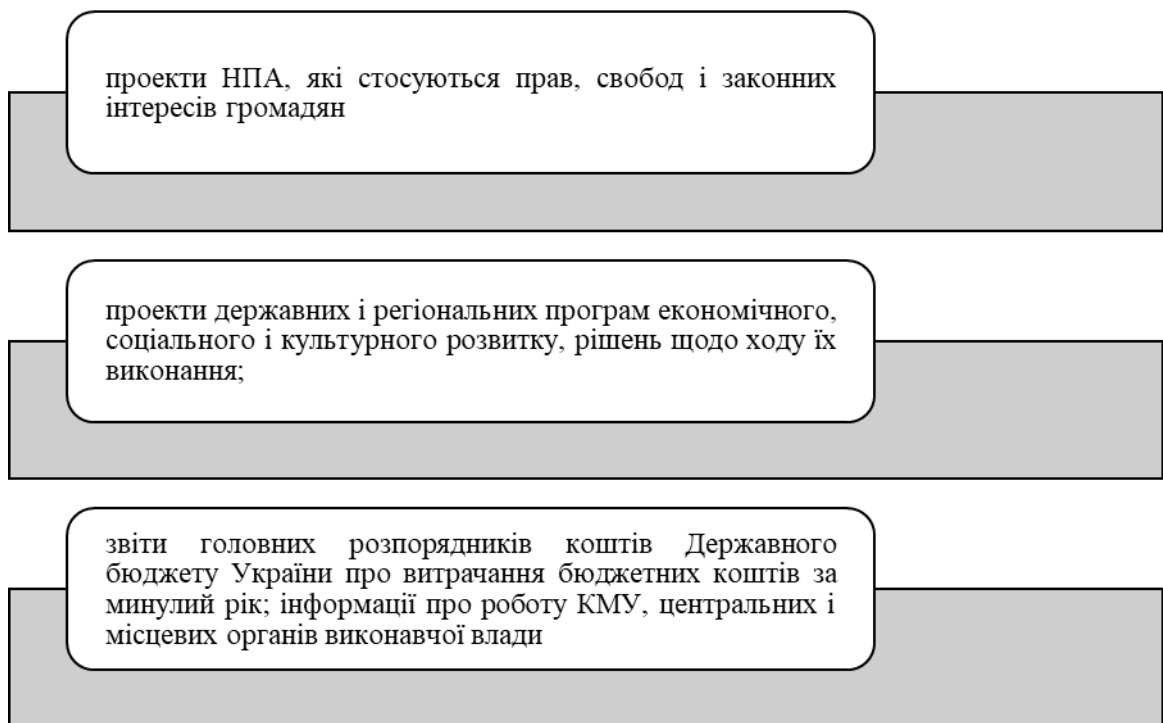 проекти НПА, які стосуються прав, свобод і законних
інтересів громадян
проекти державних і регіональних програм економічного,
соціального і культурного розвитку, рішень щодо ходу їх
виконання;
звіти головних розпорядників коштів Державного
бюджету України про витрачання бюджетних коштів за
минулий рік; інформації про роботу КМУ, центральних і
місцевих органів виконавчої влади